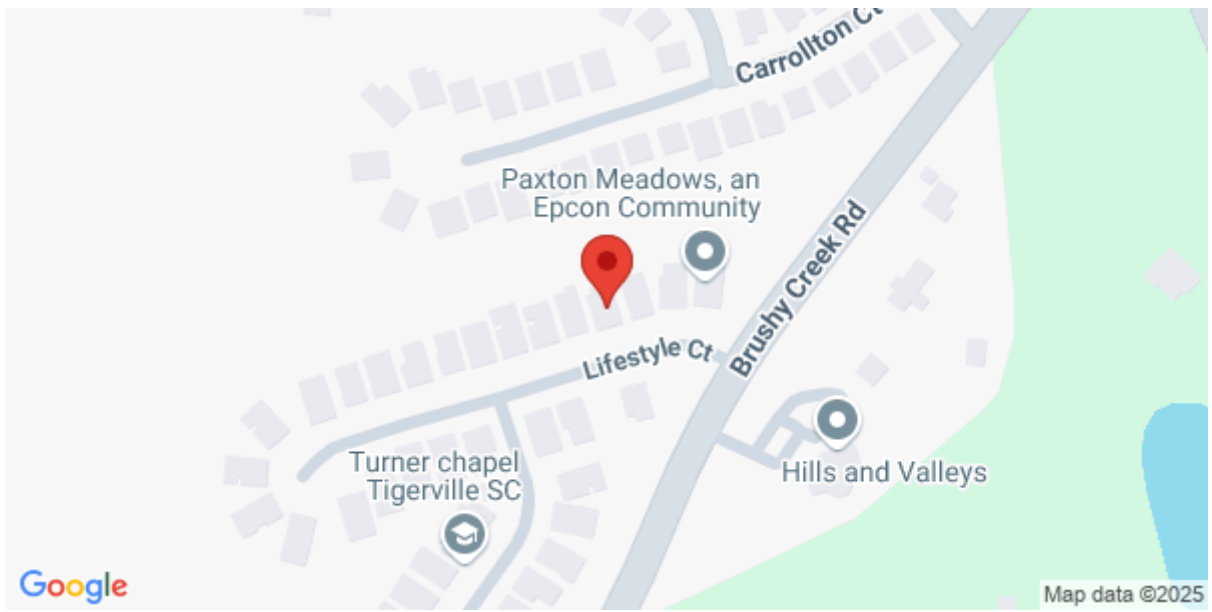 Carrollton Ct
Paxton Meadows, an
Epcon Community
Brushy Creek Rd
Lifestyle Ct
Turner chapel
Tigerville SC
Hills and Valleys
Google
Map data ©2025